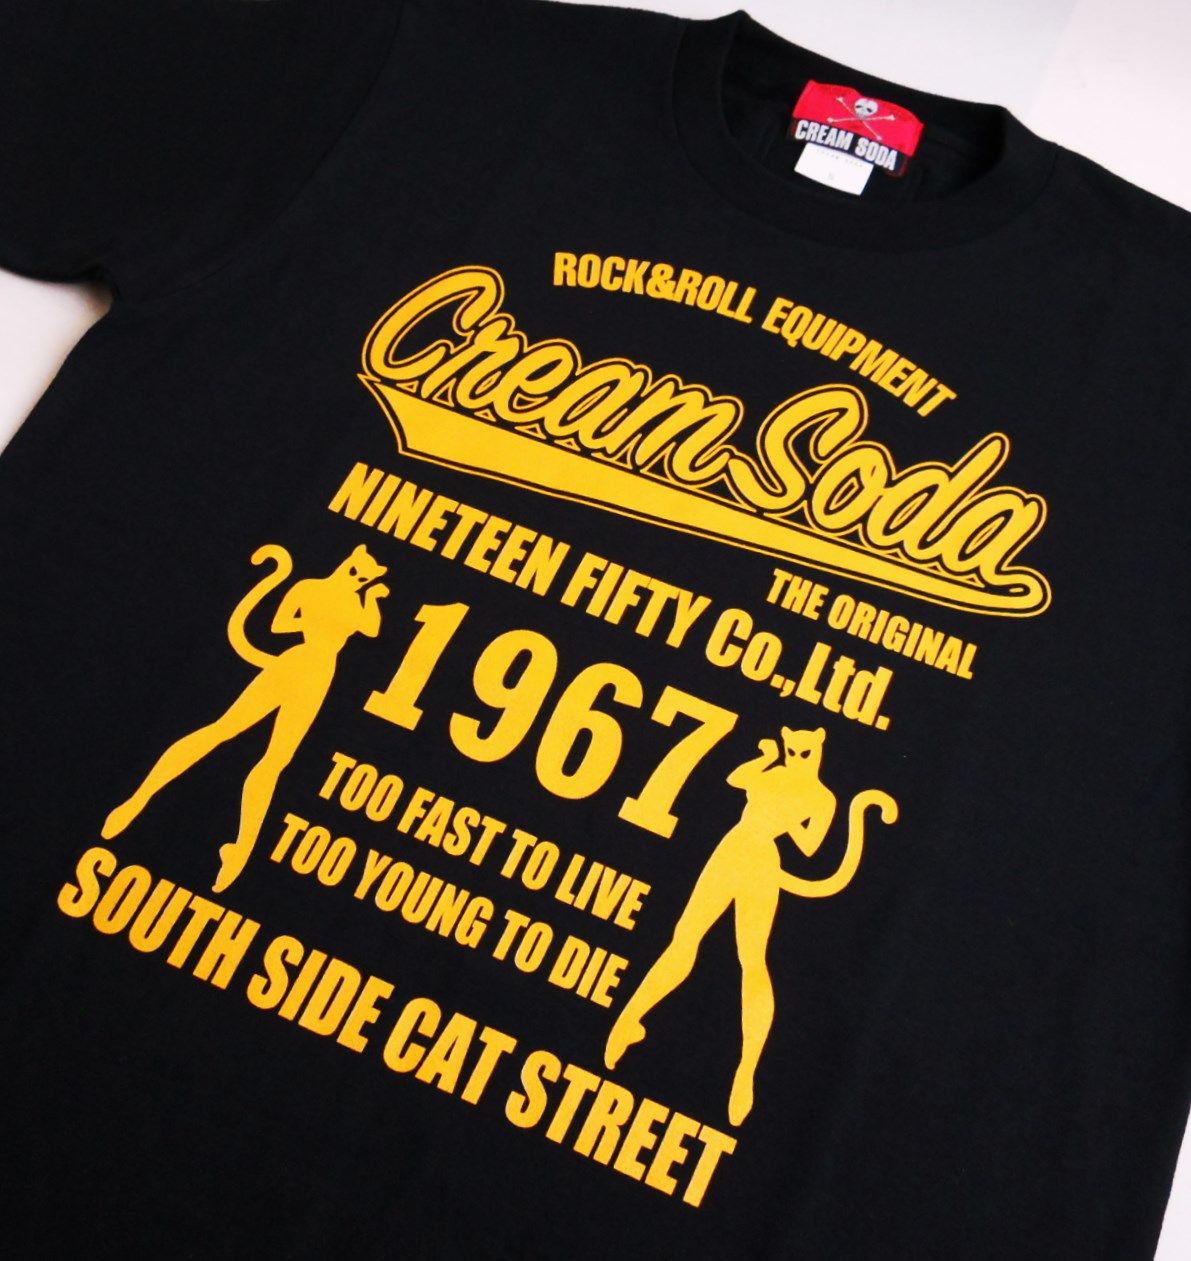 CREAM SODA
S
ROCK&ROLL EQUIPMENT
Cream Soda
THE ORIGINAL
NINETEEN FIFTY Co.,Ltd.
1967
TOO FAST TO LIVE
TOO YOUNG TO DIE
SOUTH SIDE CAT STREET